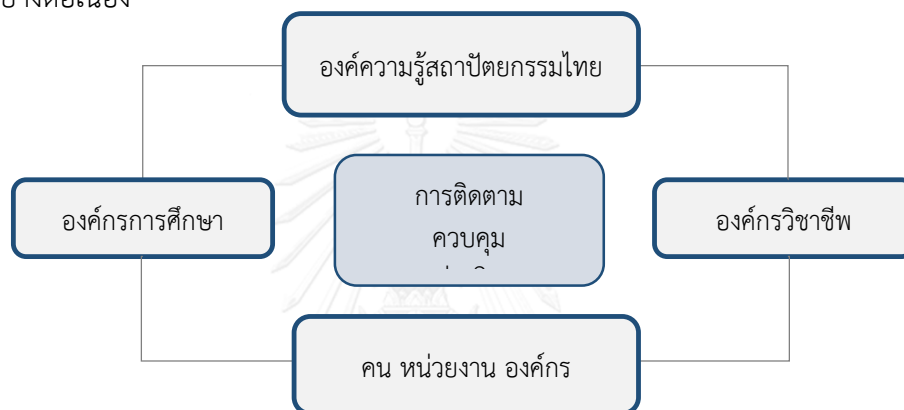 องค์ความรู้สถาปัตยกรรมไทย
องค์กรการศึกษา
การติดตาม
ควบคุม
องค์กรวิชาชีพ
คน หน่วยงาน องค์กร